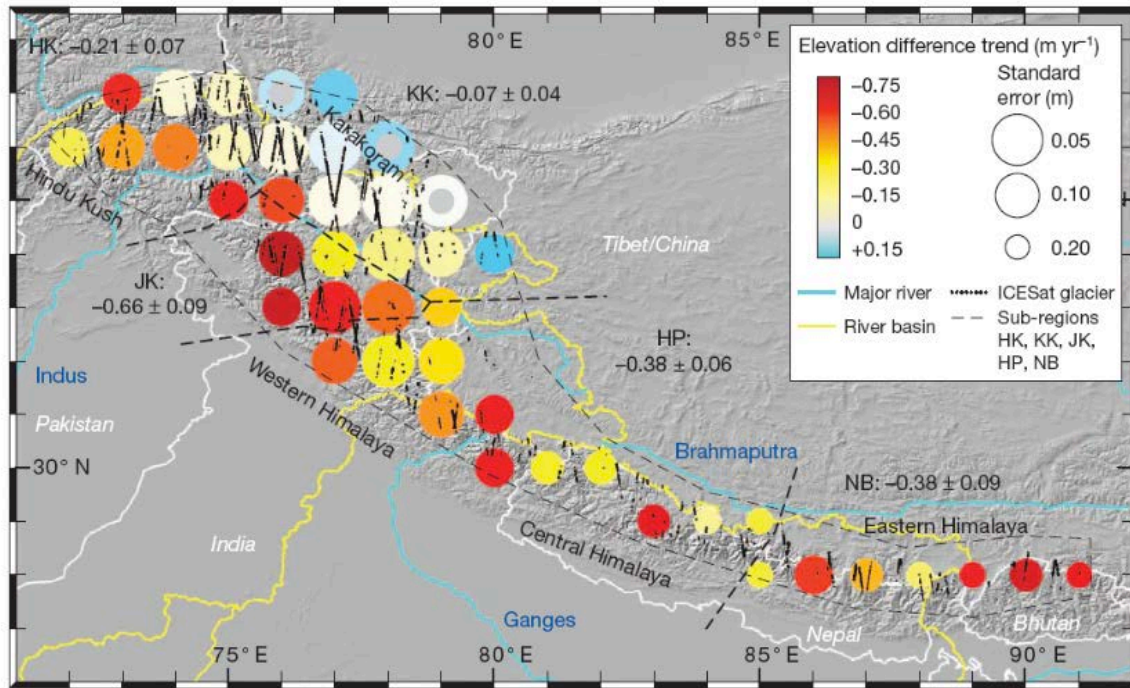 HK: −0.21 ± 0.07
80° E
85° E
KK: −0.07 ± 0.04
Karakoram
Hindu Kush
Tibet/China
JK:
−0.66 ± 0.09
HP:
−0.38 ± 0.06
Indus
Western Himalaya
Pakistan
30° N
Brahmaputra
NB: −0.38 ± 0.09
Eastern Himalaya
India
Central Himalaya
Ganges
Nepal
Bhutan
75° E
80° E
85° E
90° E
Elevation difference trend (m yr⁻¹)
−0.75
−0.60
−0.45
−0.30
−0.15
0
+0.15
Standard
error (m)
0.05
0.10
0.20
Major river
River basin
ICESat glacier
Sub-regions
HK, KK, JK,
HP, NB